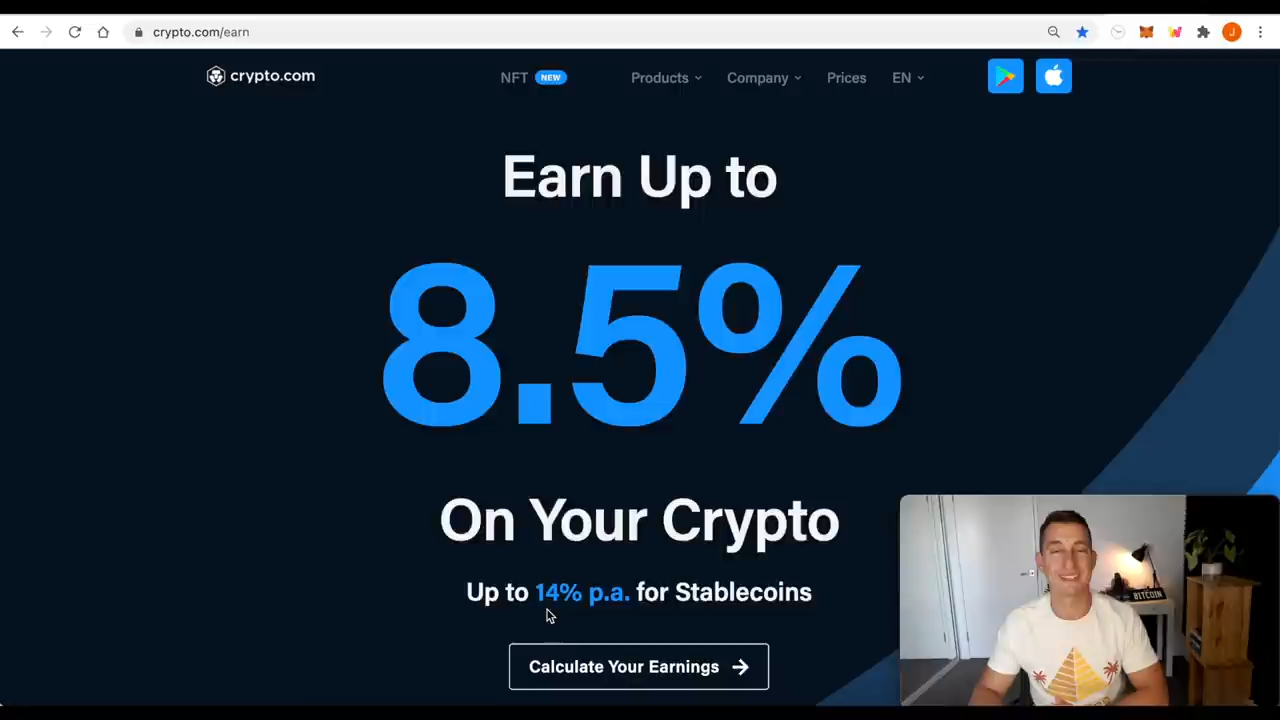 crypto.com/earn
J
crypto.com
NFT NEW Products Company Prices EN
Earn Up to
8.5%
On Your Crypto
Up to 14% p.a. for Stablecoins
Calculate Your Earnings
BITCOIN